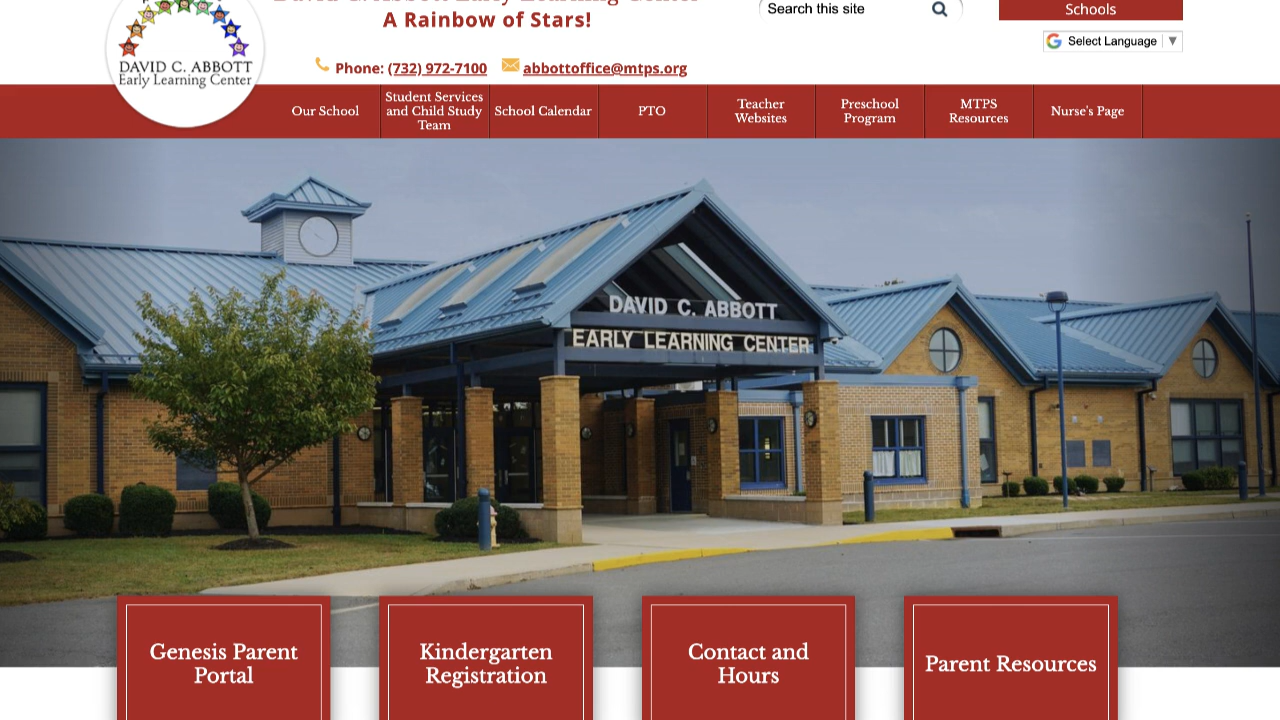 A Rainbow of Stars!
Search this site
Schools
Select Language ▼
DAVID C. ABBOTT
Early Learning Center
Phone: (732) 972-7100
abbottoffice@mtps.org
Our School
Student Services
and Child Study
Team
School Calendar
PTO
Teacher
Websites
Preschool
Program
MTPS
Resources
Nurse's Page
DAVID C. ABBOTT
EARLY LEARNING CENTER
Genesis Parent
Portal
Kindergarten
Registration
Contact and
Hours
Parent Resources